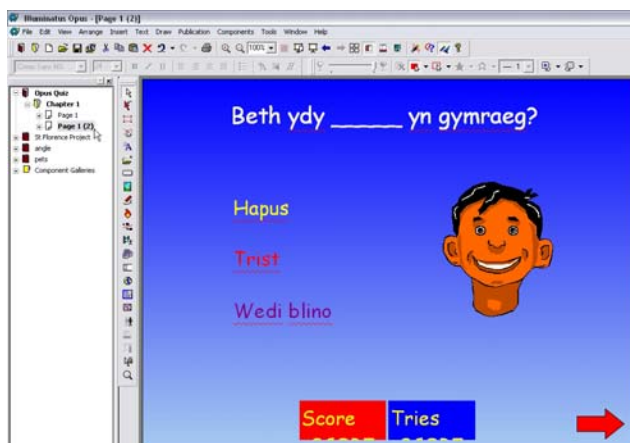 Illuminatus Opus - [Page 1 (2)]
File Edit View Arrange Insert Text Draw Publication Components Tools Window Help
100%
Opus Quiz
Chapter 1
Page 1
Page 1 (2)
St Florence Project
angle
pets
Component Galleries
Beth ydy _____ yn gymraeg?
Hapus
Trist
Wedi blino
Score
Tries